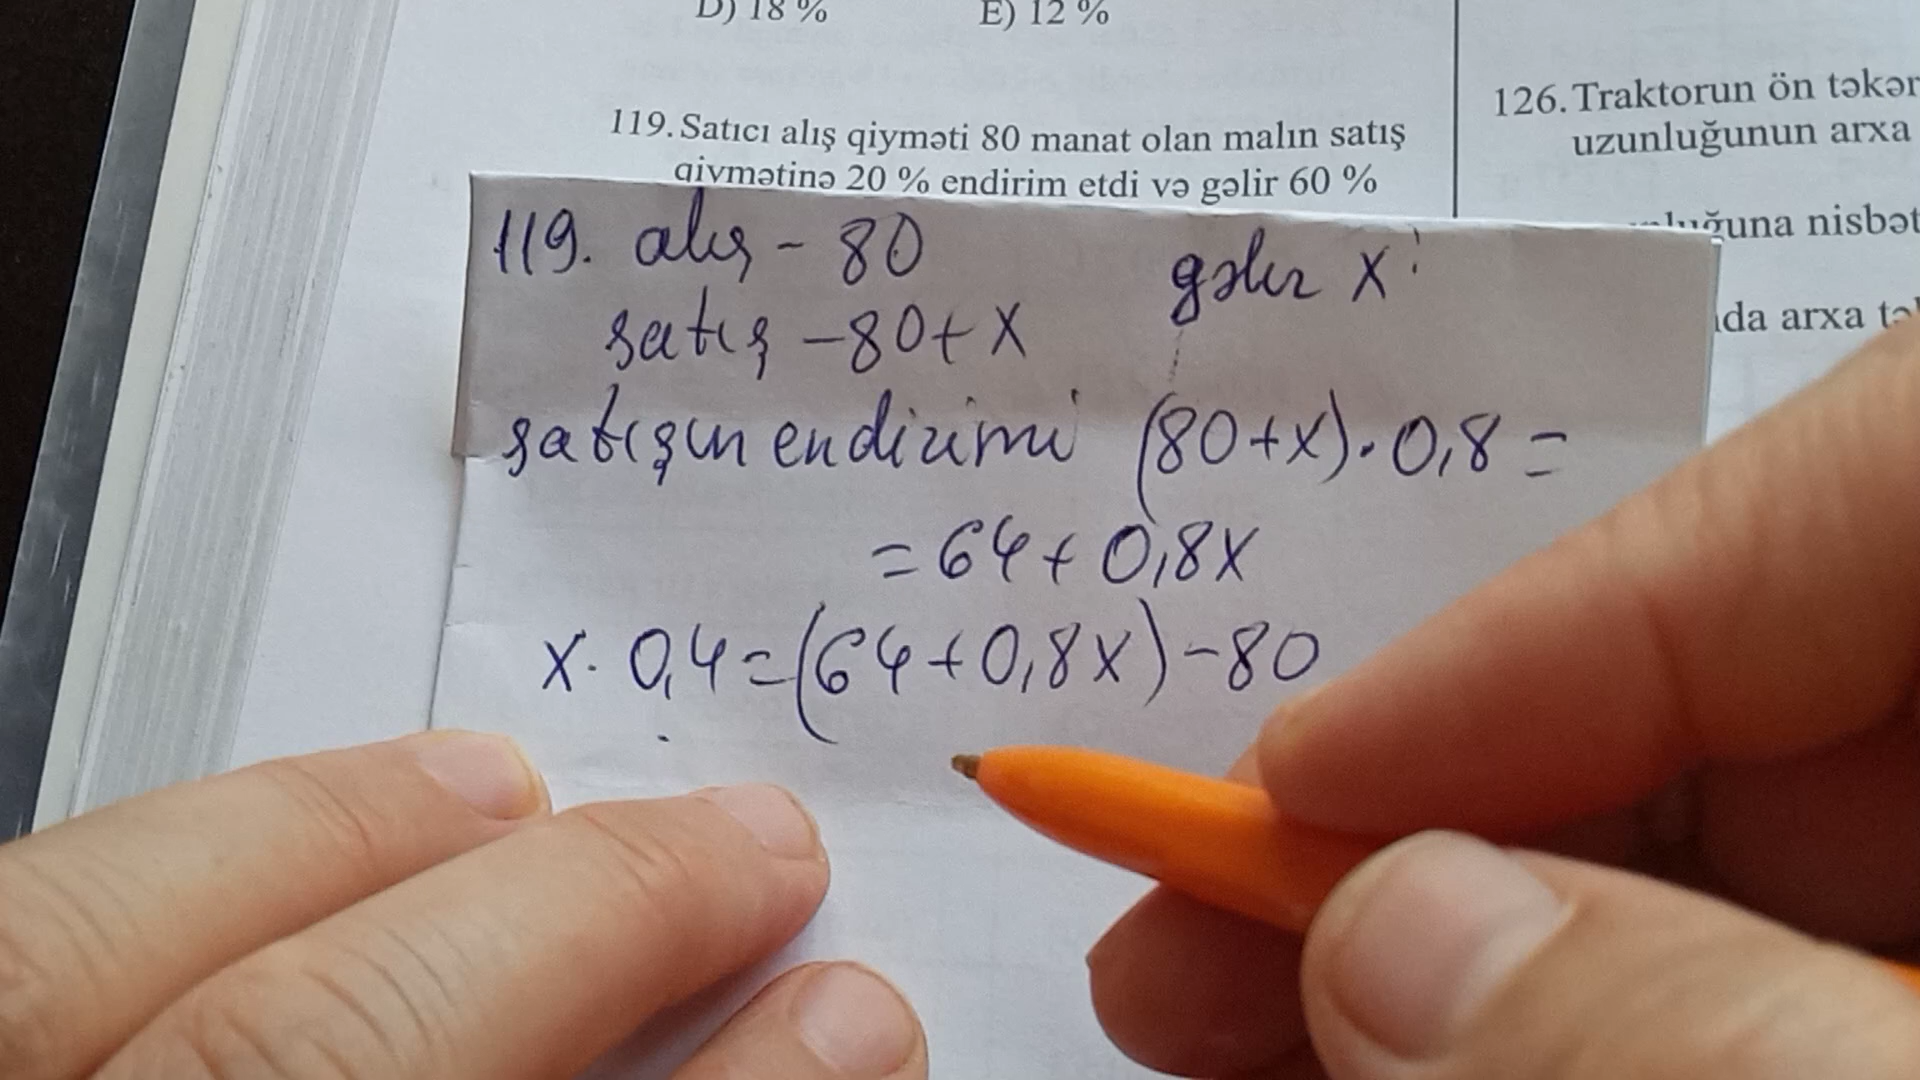 D) 18 % E) 12 %
119. Satıcı alış qiyməti 80 manat olan malın satış
qiymətinə 20 % endirim etdi və gəlir 60 %
126. Traktorun ön təkər
uzunluğunun arxa
nisbət
arxa
119. alış - 80 gəlir x
satış - 80 + x
satışın endirimi (80+x)·0,8 =
= 64 + 0,8x
x · 0,4 = (64 + 0,8x) - 80